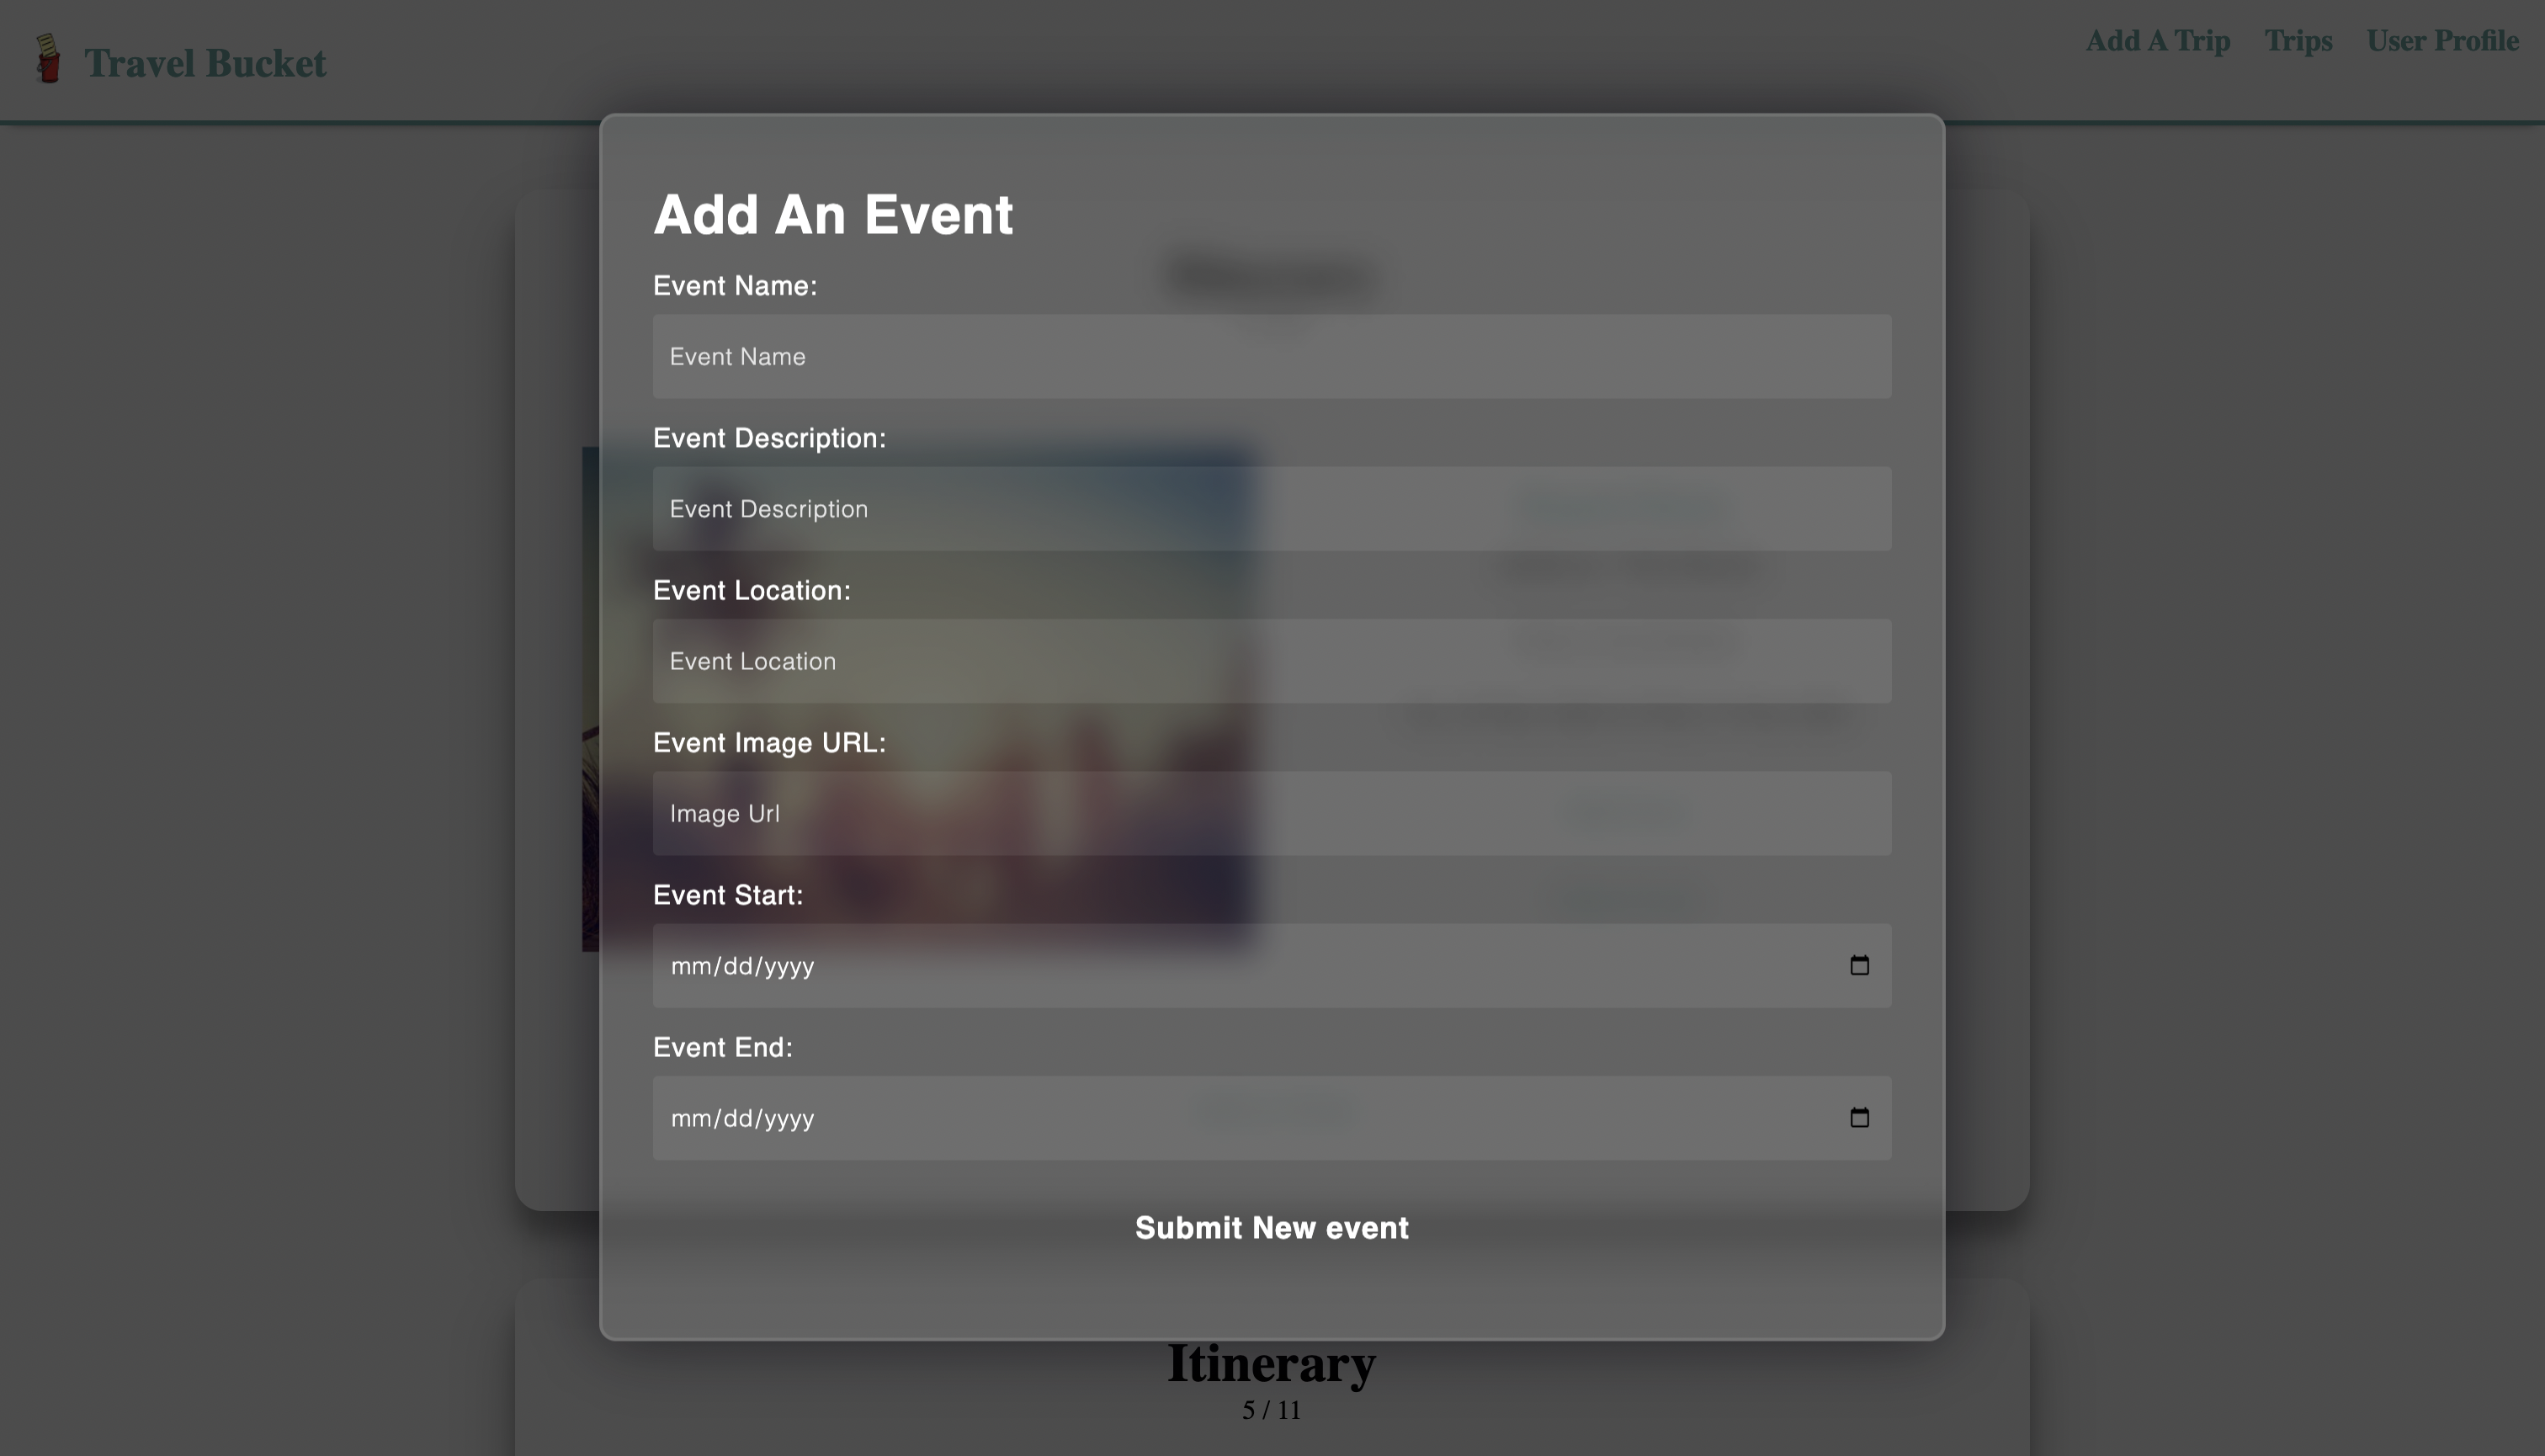 Travel Bucket
Add A Trip
Trips
User Profile
Add An Event
Event Name:
Event Name
Event Description:
Event Description
Event Location:
Event Location
Event Image URL:
Image Url
Event Start:
mm/dd/yyyy
Event End:
mm/dd/yyyy
Submit New event
Itinerary
5 / 11